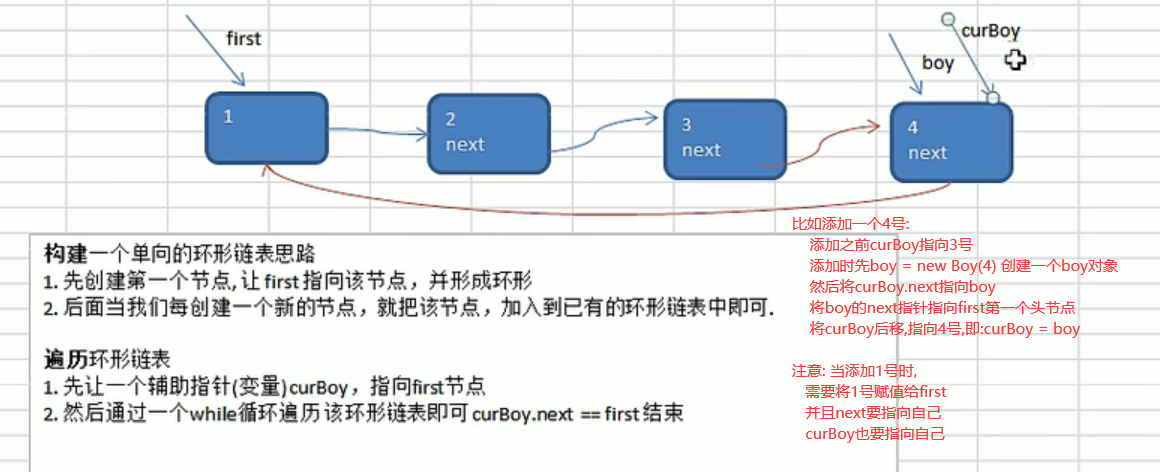 first
curBoy
boy
1
2
next
3
next
4
next
构建一个单向的环形链表思路
1. 先创建第一个节点, 让 first 指向该节点，并形成环形
2. 后面当我们每创建一个新的节点，就把该节点，加入到已有的环形链表中即可.
遍历环形链表
1. 先让一个辅助指针(变量) curBoy，指向first节点
2. 然后通过一个while循环遍历该环形链表即可 curBoy.next == first 结束
比如添加一个4号:
添加之前curBoy指向3号
添加时先boy = new Boy(4) 创建一个boy对象
然后将curBoy.next指向boy
将boy的next指针指向first第一个头节点
将curBoy后移,指向4号,即:curBoy = boy
注意: 当添加1号时,
需要将1号赋值给first
并且next要指向自己
curBoy也要指向自己